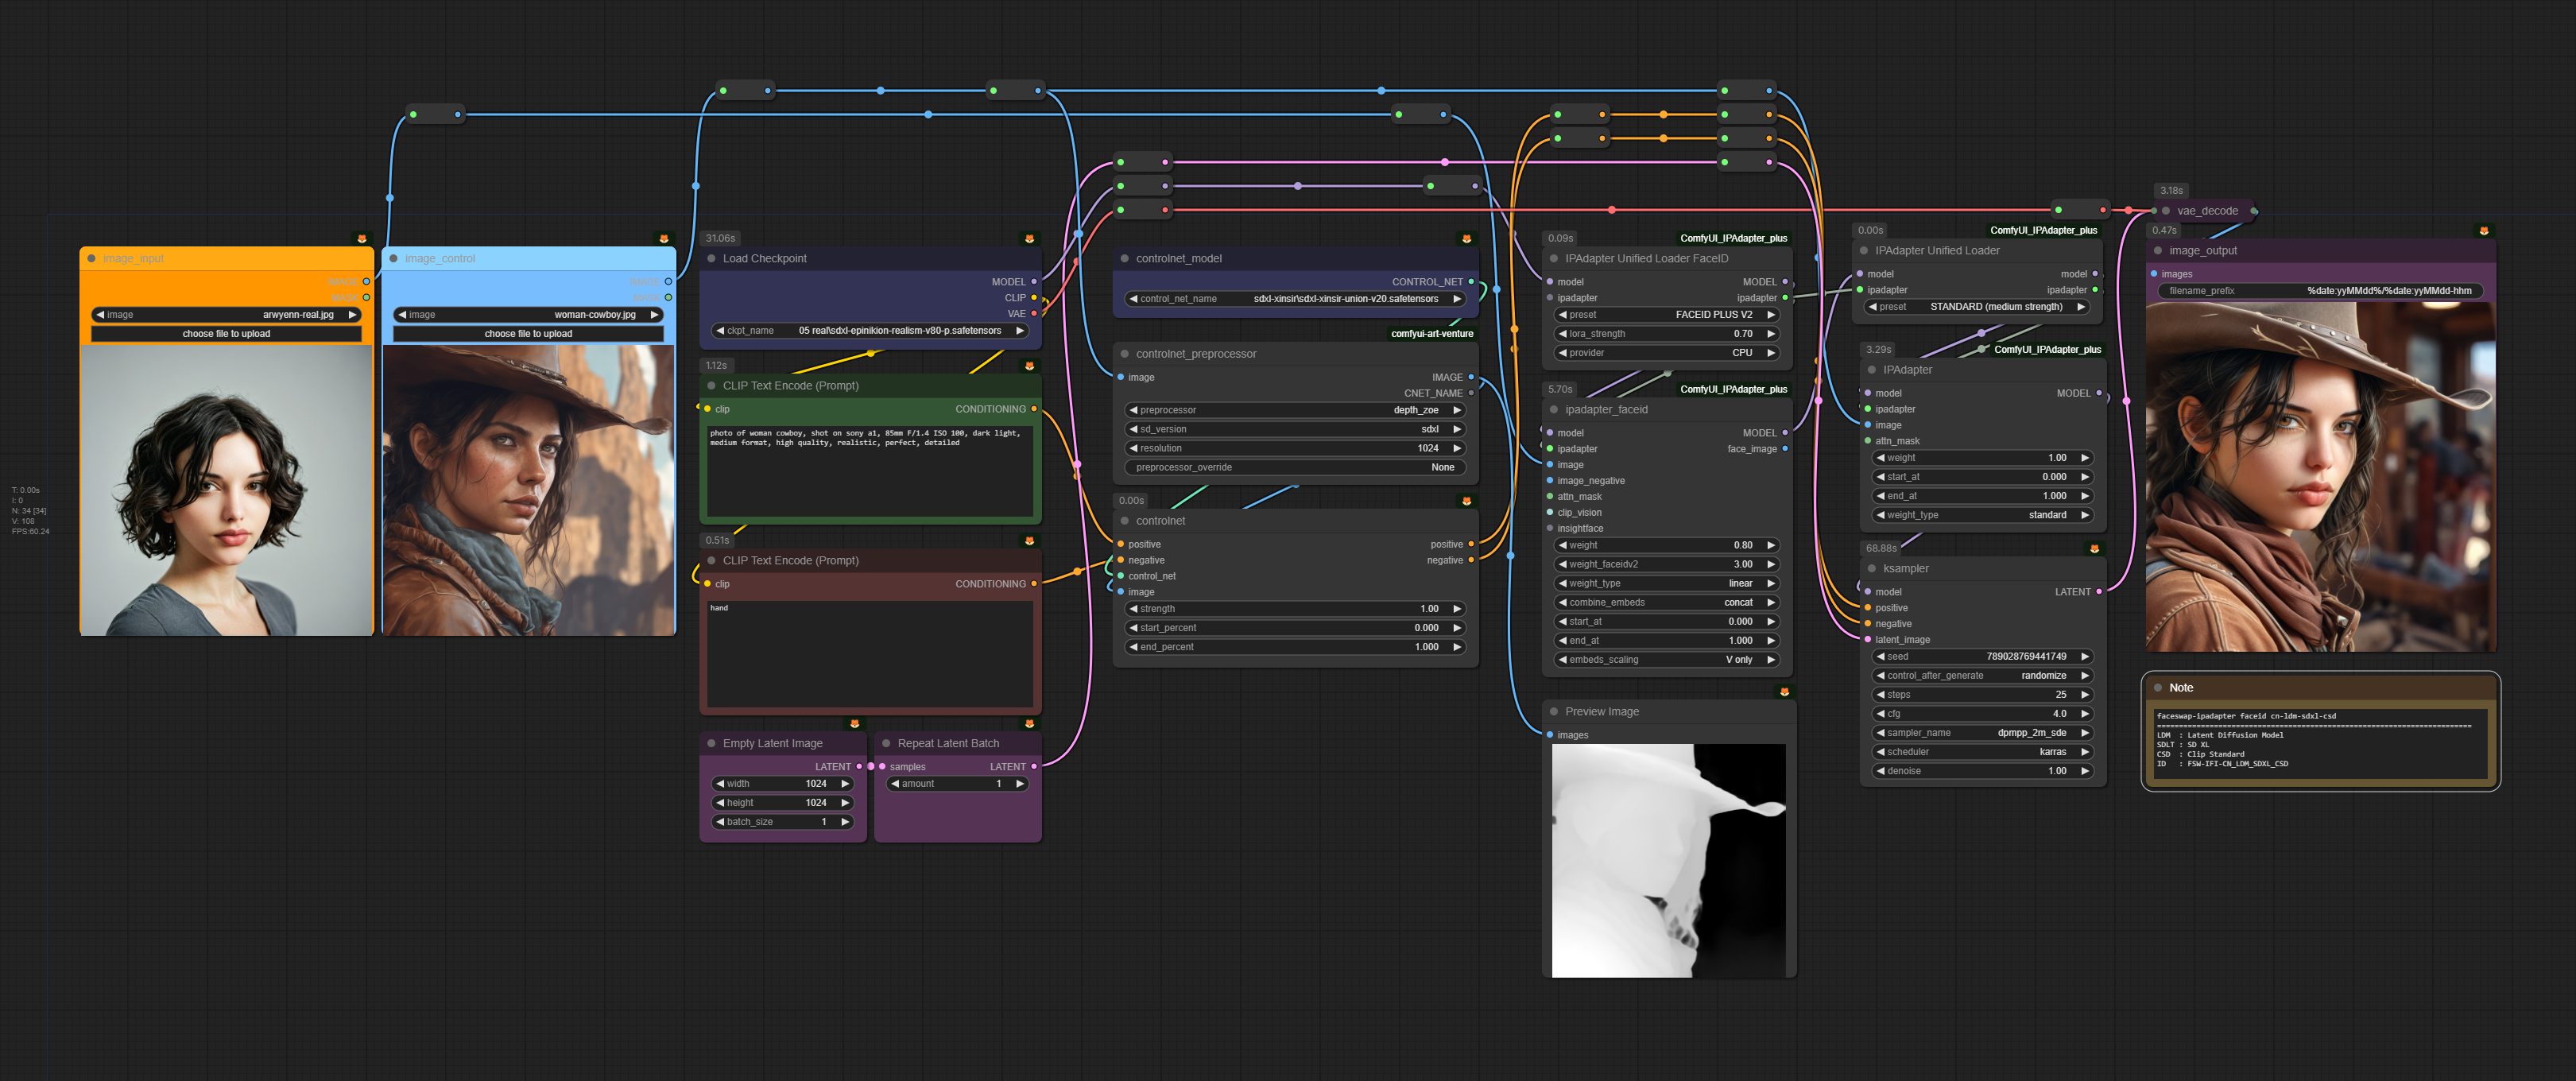 T: 0.00s
I: 0
N: 34 [34]
V: 108
FPS:60.24
image_input
IMAGE
MASK
image arwyenn-real.jpg
choose file to upload
image_control
IMAGE
MASK
image woman-cowboy.jpg
choose file to upload
31.06s
Load Checkpoint
MODEL
CLIP
VAE
ckpt_name 05 real\sdxl-epinikion-realism-v80-p.safetensors
1.12s
CLIP Text Encode (Prompt)
clip CONDITIONING
photo of woman cowboy, shot on sony a1, 85mm F/1.4 ISO 100, dark light,
medium format, high quality, realistic, perfect, detailed
0.51s
CLIP Text Encode (Prompt)
clip CONDITIONING
hand
Empty Latent Image
LATENT
width 1024
height 1024
batch_size 1
Repeat Latent Batch
samples LATENT
amount 1
controlnet_model
CONTROL_NET
control_net_name sdxl-xinsir\sdxl-xinsir-union-v20.safetensors
comfyui-art-venture
controlnet_preprocessor
image IMAGE
CNET_NAME
preprocessor depth_zoe
sd_version sdxl
resolution 1024
preprocessor_override None
0.00s
controlnet
positive positive
negative negative
control_net
image
strength 1.00
start_percent 0.000
end_percent 1.000
0.09s ComfyUI_IPAdapter_plus
IPAdapter Unified Loader FaceID
model MODEL
ipadapter ipadapter
preset FACEID PLUS V2
lora_strength 0.70
provider CPU
5.70s ComfyUI_IPAdapter_plus
ipadapter_faceid
model MODEL
ipadapter face_image
image
image_negative
attn_mask
clip_vision
insightface
weight 0.80
weight_faceidv2 3.00
weight_type linear
combine_embeds concat
start_at 0.000
end_at 1.000
embeds_scaling V only
Preview Image
images
0.00s ComfyUI_IPAdapter_plus
IPAdapter Unified Loader
model model
ipadapter ipadapter
preset STANDARD (medium strength)
3.29s ComfyUI_IPAdapter_plus
IPAdapter
model MODEL
ipadapter
image
attn_mask
weight 1.00
start_at 0.000
end_at 1.000
weight_type standard
68.88s
ksampler
model LATENT
positive
negative
latent_image
seed 789028769441749
control_after_generate randomize
steps 25
cfg 4.0
sampler_name dpmpp_2m_sde
scheduler karras
denoise 1.00
3.18s
vae_decode
0.47s
image_output
images
filename_prefix %date:yyMMdd%/%date:yyMMdd-hhm
Note
faceswap-ipadapter faceid cn-ldm-sdxl-csd
LDM : Latent Diffusion Model
SDLT : SD XL
CSD : Clip Standard
ID : FSW-IFI-CN_LDM_SDXL_CSD